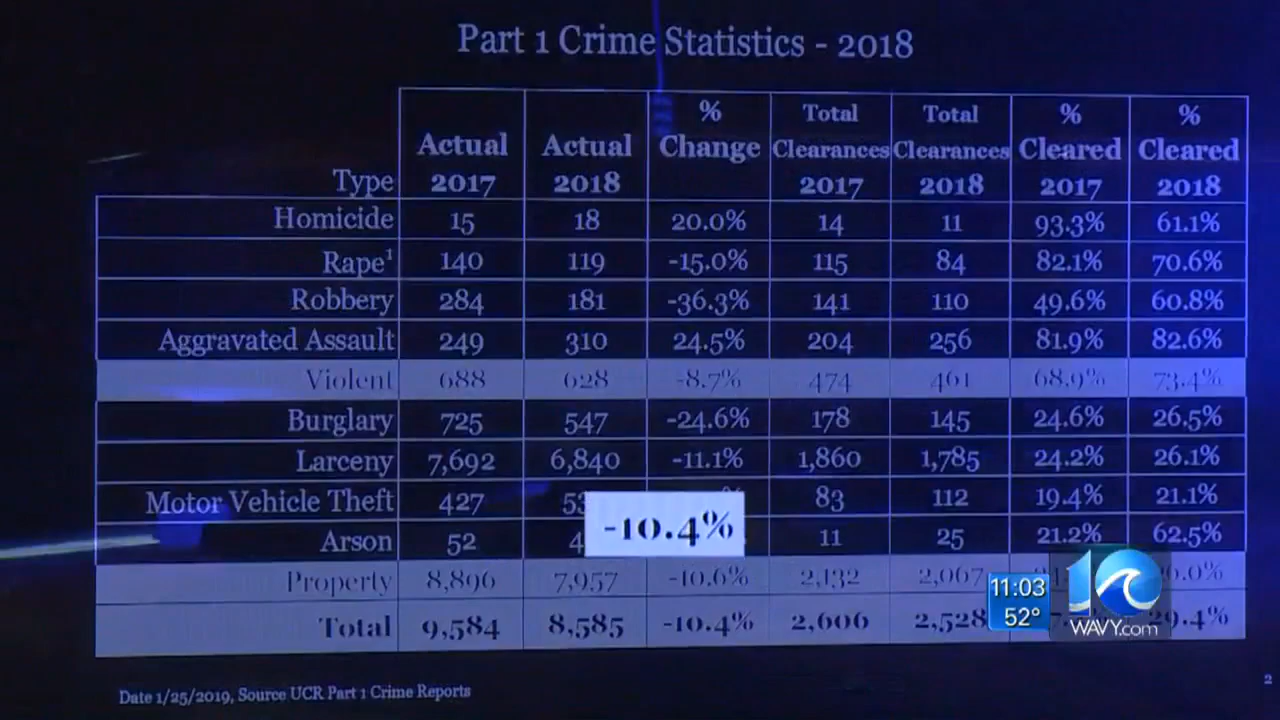 Part 1 Crime Statistics - 2018
Type Actual 2017 Actual 2018 % Change Total Clearances 2017 Total Clearances 2018 % Cleared 2017 % Cleared 2018
Homicide 15 18 20.0% 14 11 93.3% 61.1%
Rape¹ 140 119 -15.0% 115 84 82.1% 70.6%
Robbery 284 181 -36.3% 141 110 49.6% 60.8%
Aggravated Assault 249 310 24.5% 204 256 81.9% 82.6%
Violent 688 628 -8.7% 474 461 68.9% 73.4%
Burglary 725 547 -24.6% 178 145 24.6% 26.5%
Larceny 7,692 6,840 -11.1% 1,860 1,785 24.2% 26.1%
Motor Vehicle Theft 427 83 112 19.4% 21.1%
-10.4%
Arson 52 11 25 21.2% 62.5%
Property 8,896 7,957 -10.6% 2,132 2,067
Total 9,584 8,585 -10.4% 2,606 2,528
11:03
52°
10
WAVY.com
Date 1/25/2019, Source UCR Part 1 Crime Reports
2